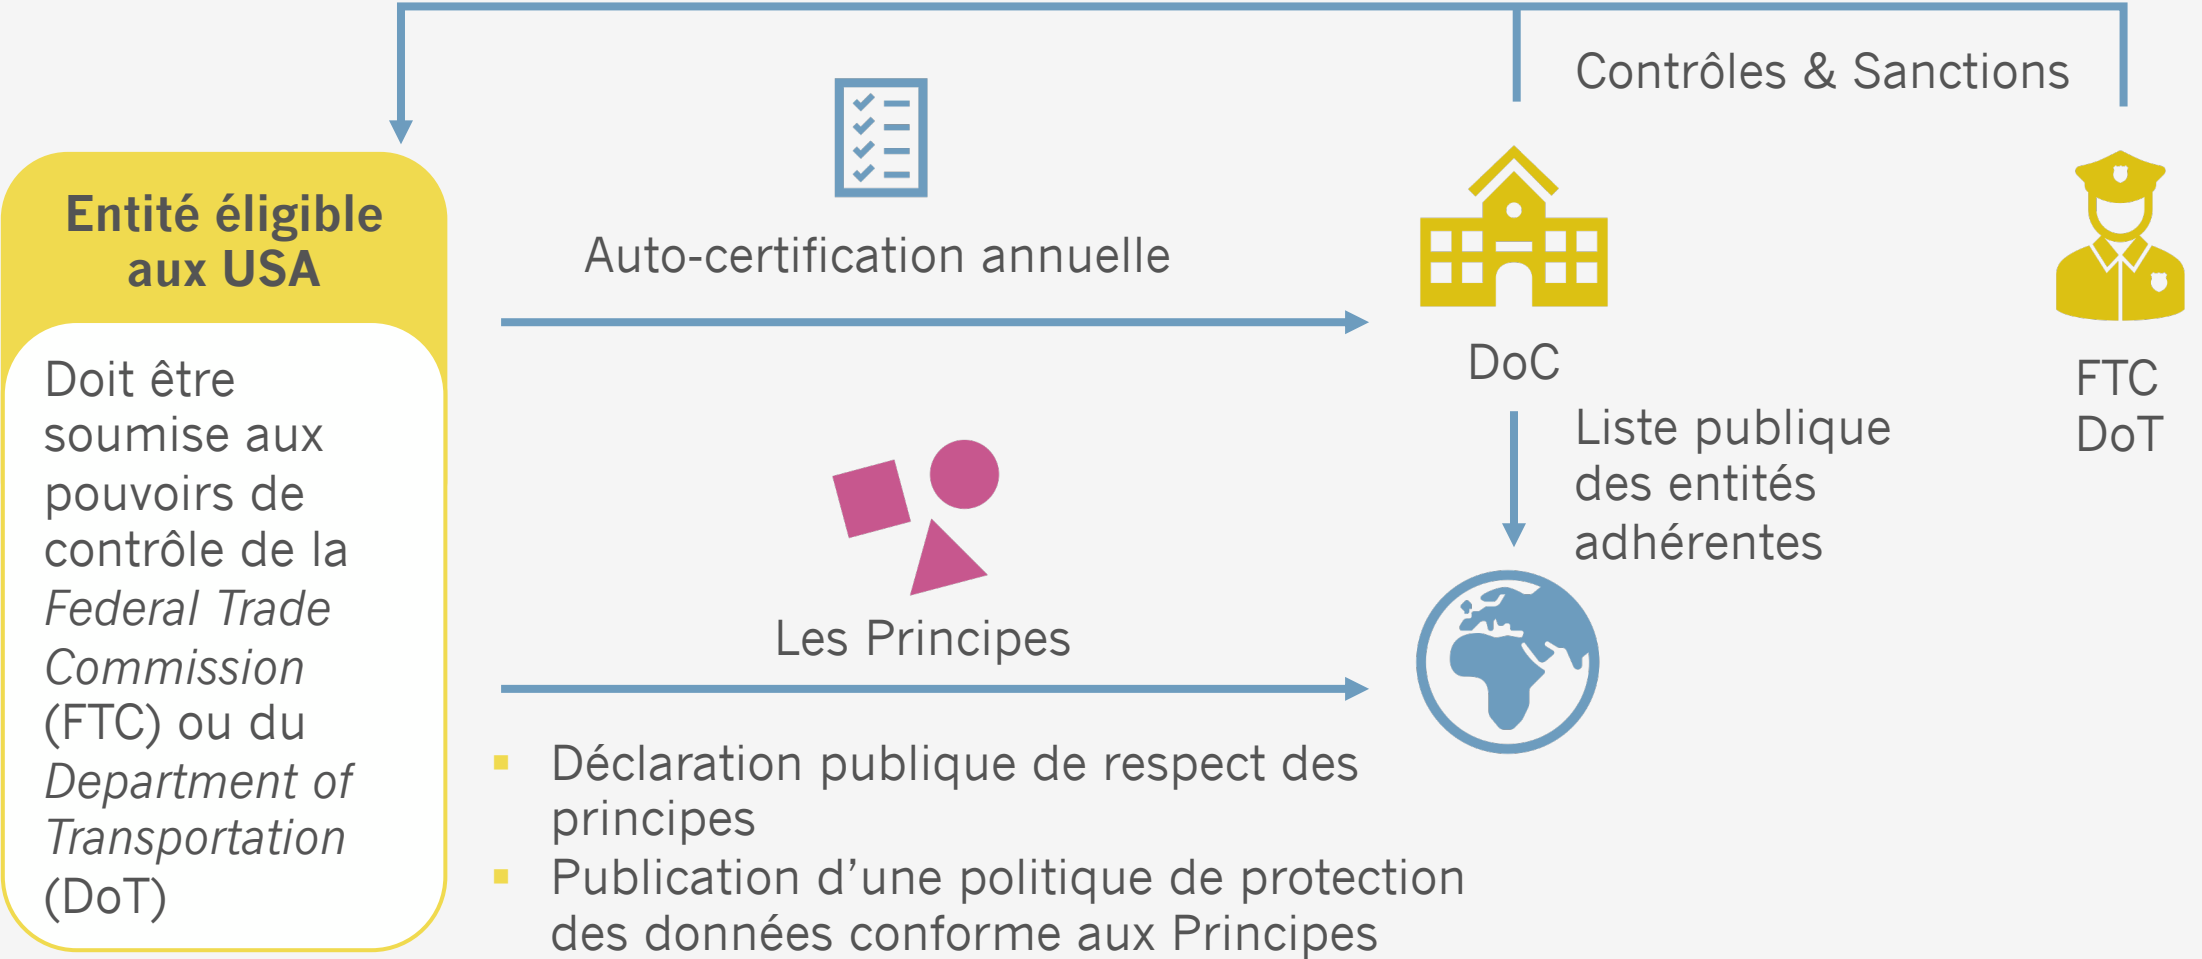 Contrôles & Sanctions
Entité éligible
aux USA
Doit être
soumise aux
pouvoirs de
contrôle de la
Federal Trade
Commission
(FTC) ou du
Department of
Transportation
(DoT)
Auto-certification annuelle
DoC
FTC
DoT
Liste publique
des entités
adhérentes
Les Principes
▪ Déclaration publique de respect des
principes
▪ Publication d’une politique de protection
des données conforme aux Principes